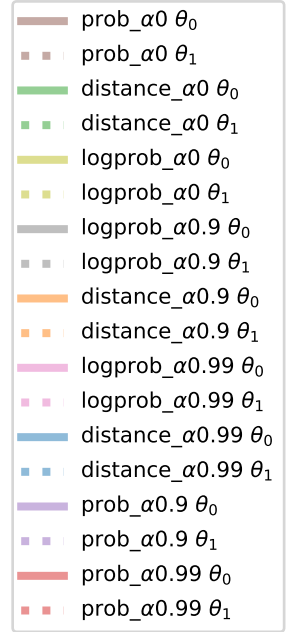 prob_α0 θ₀
prob_α0 θ₁
distance_α0 θ₀
distance_α0 θ₁
logprob_α0 θ₀
logprob_α0 θ₁
logprob_α0.9 θ₀
logprob_α0.9 θ₁
distance_α0.9 θ₀
distance_α0.9 θ₁
logprob_α0.99 θ₀
logprob_α0.99 θ₁
distance_α0.99 θ₀
distance_α0.99 θ₁
prob_α0.9 θ₀
prob_α0.9 θ₁
prob_α0.99 θ₀
prob_α0.99 θ₁